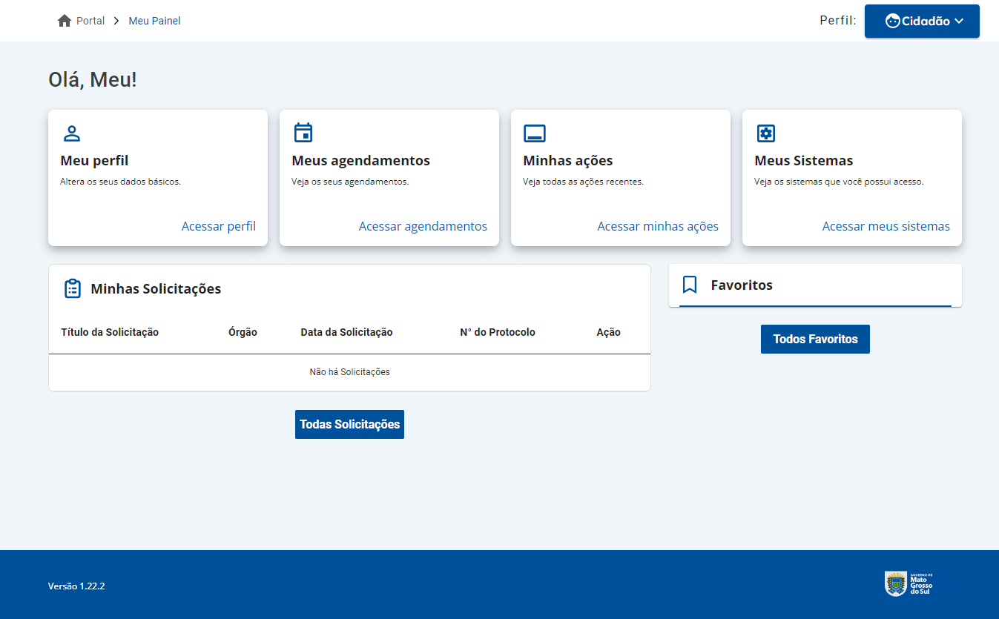 Portal
Meu Painel
Perfil:
Cidadão
Olá, Meu!
Meu perfil
Altera os seus dados básicos.
Acessar perfil
Meus agendamentos
Veja os seus agendamentos.
Acessar agendamentos
Minhas ações
Veja todas as ações recentes.
Acessar minhas ações
Meus Sistemas
Veja os sistemas que você possui acesso.
Acessar meus sistemas
Minhas Solicitações
Título da Solicitação Órgão Data da Solicitação N° do Protocolo Ação
Não há Solicitações
Todas Solicitações
Favoritos
Todos Favoritos
Versão 1.22.2
GOVERNO DE
Mato
Grosso
do Sul